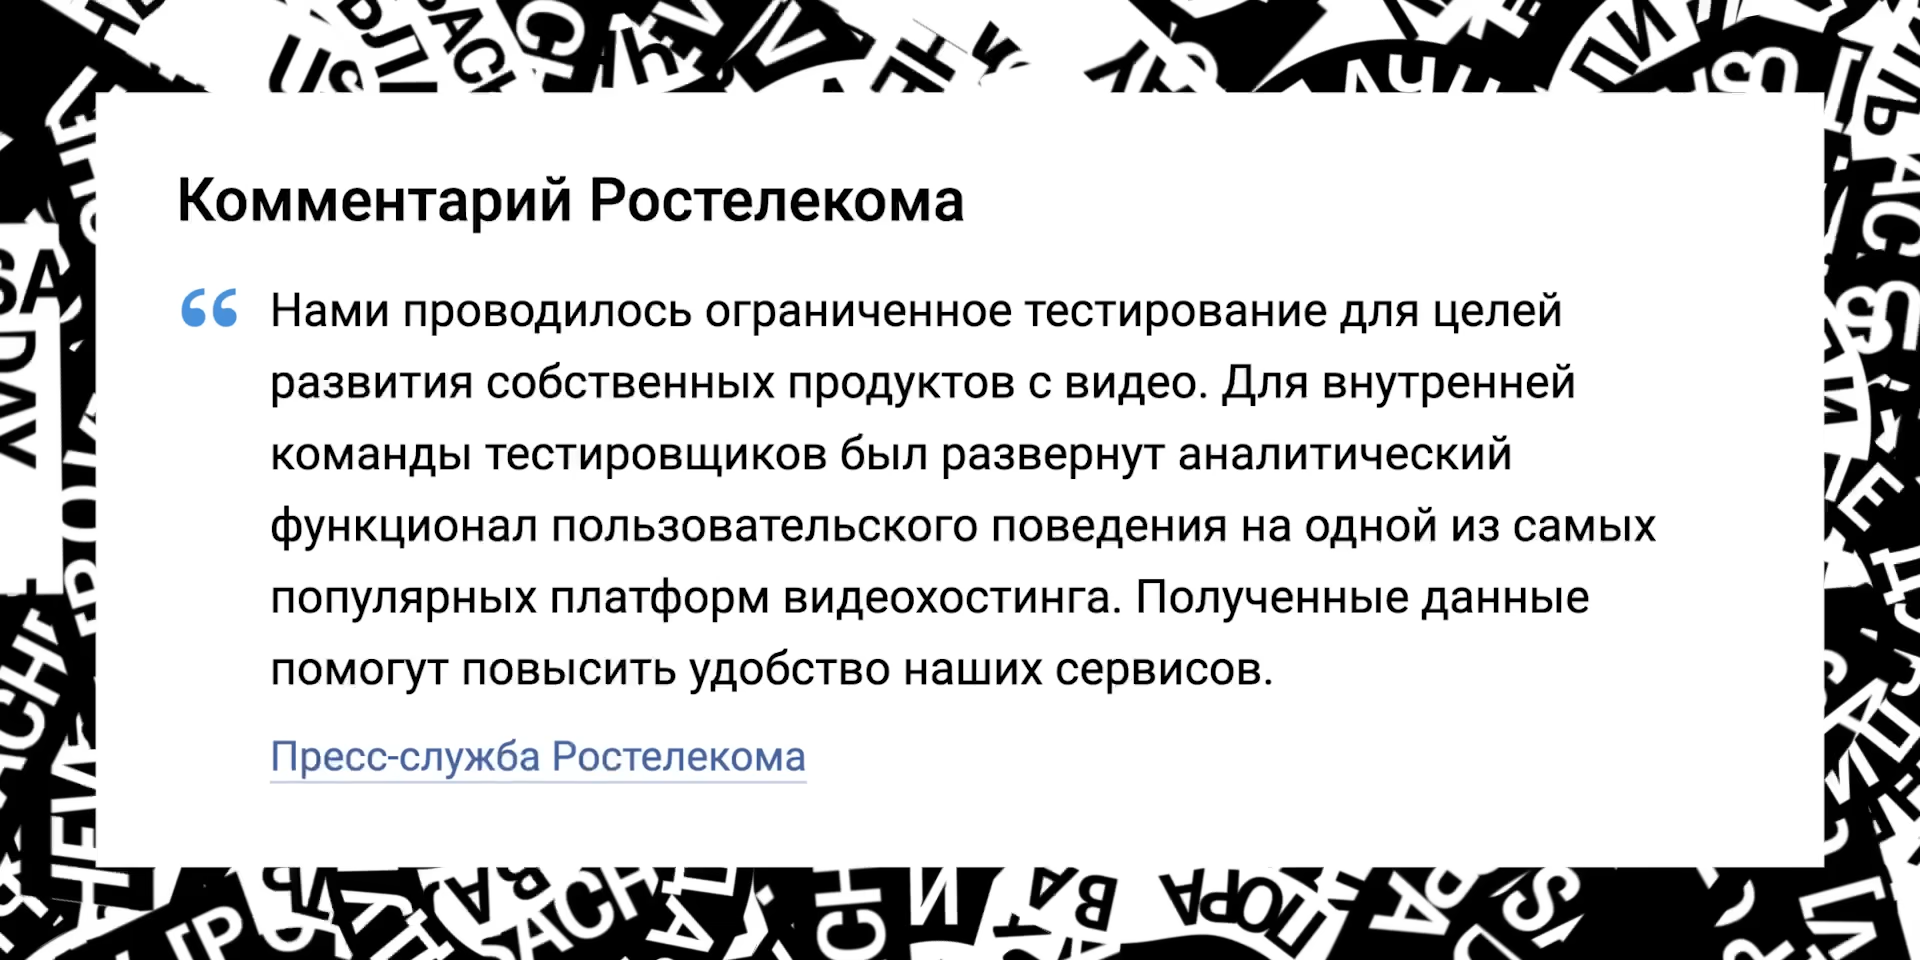 Комментарий Ростелекома
“ Нами проводилось ограниченное тестирование для целей
развития собственных продуктов с видео. Для внутренней
команды тестировщиков был развернут аналитический
функционал пользовательского поведения на одной из самых
популярных платформ видеохостинга. Полученные данные
помогут повысить удобство наших сервисов.
Пресс-служба Ростелекома